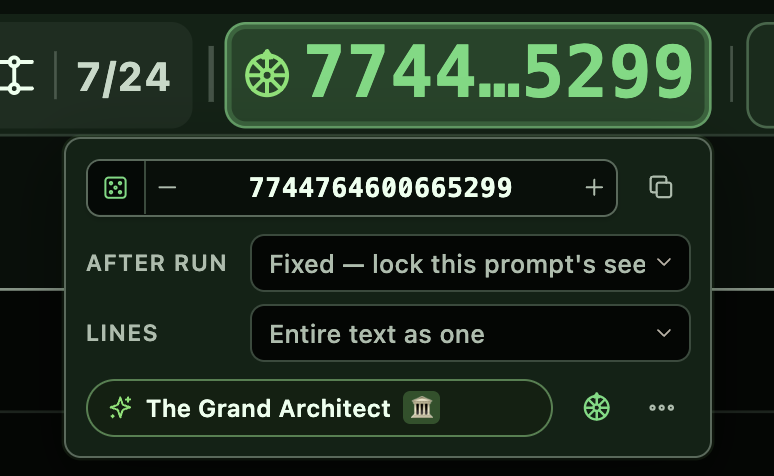 7/24
7744…5299
7744764600665299
AFTER RUN
Fixed — lock this prompt's see
LINES
Entire text as one
The Grand Architect 🏛️